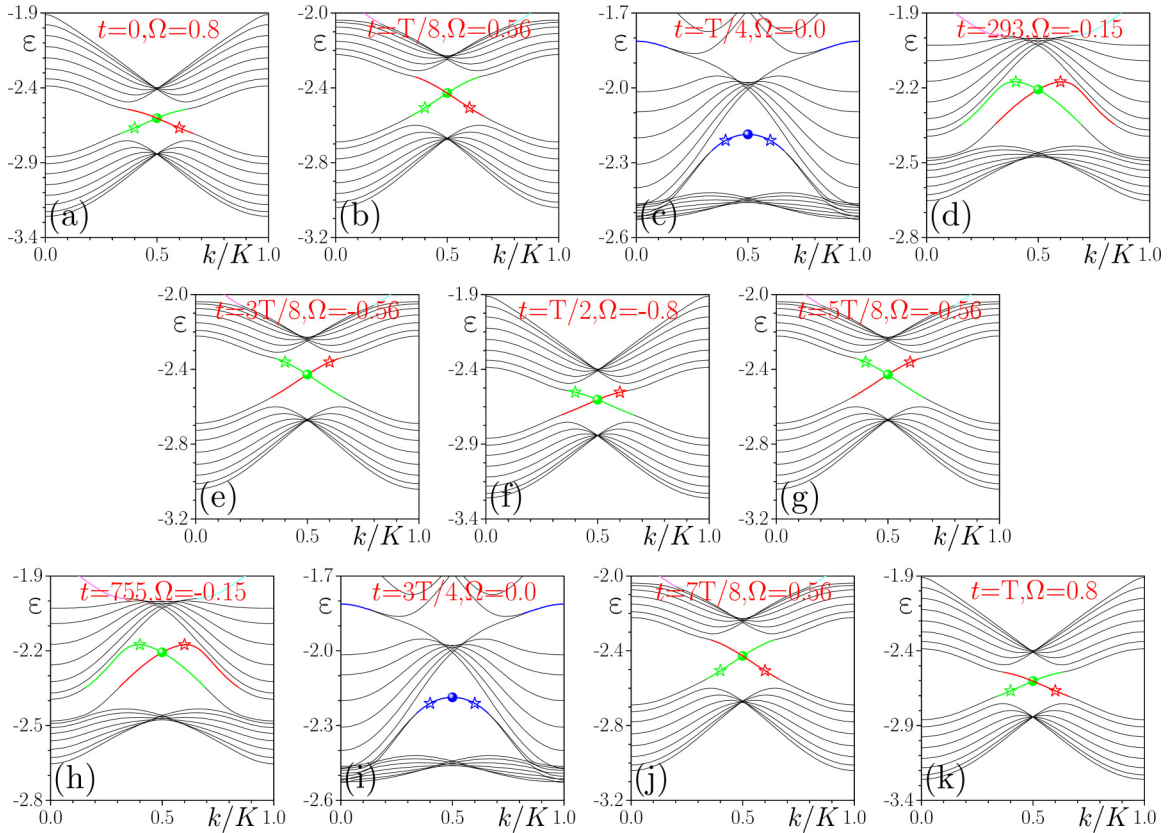 -1.9
t=0,Ω=0.8
ε
-2.4
-2.9
-3.4
(a)
0.0 0.5 k/K 1.0
-2.0
t=T/8,Ω=0.56
ε
-2.4
-2.8
-3.2
(b)
0.0 0.5 k/K 1.0
-1.7
t=T/4,Ω=0.0
ε
-2.0
-2.3
-2.6
(c)
0.0 0.5 k/K 1.0
-1.9
t=293,Ω=-0.15
ε
-2.2
-2.5
-2.8
(d)
0.0 0.5 k/K 1.0
-2.0
t=3T/8,Ω=-0.56
ε
-2.4
-2.8
-3.2
(e)
0.0 0.5 k/K 1.0
-1.9
t=T/2,Ω=-0.8
ε
-2.4
-2.9
-3.4
(f)
0.0 0.5 k/K 1.0
-2.0
t=5T/8,Ω=-0.56
ε
-2.4
-2.8
-3.2
(g)
0.0 0.5 k/K 1.0
-1.9
t=755,Ω=-0.15
ε
-2.2
-2.5
-2.8
(h)
0.0 0.5 k/K 1.0
-1.7
t=3T/4,Ω=0.0
ε
-2.0
-2.3
-2.6
(i)
0.0 0.5 k/K 1.0
-2.0
t=7T/8,Ω=0.56
ε
-2.4
-2.8
-3.2
(j)
0.0 0.5 k/K 1.0
-1.9
t=T,Ω=0.8
ε
-2.4
-2.9
-3.4
(k)
0.0 0.5 k/K 1.0